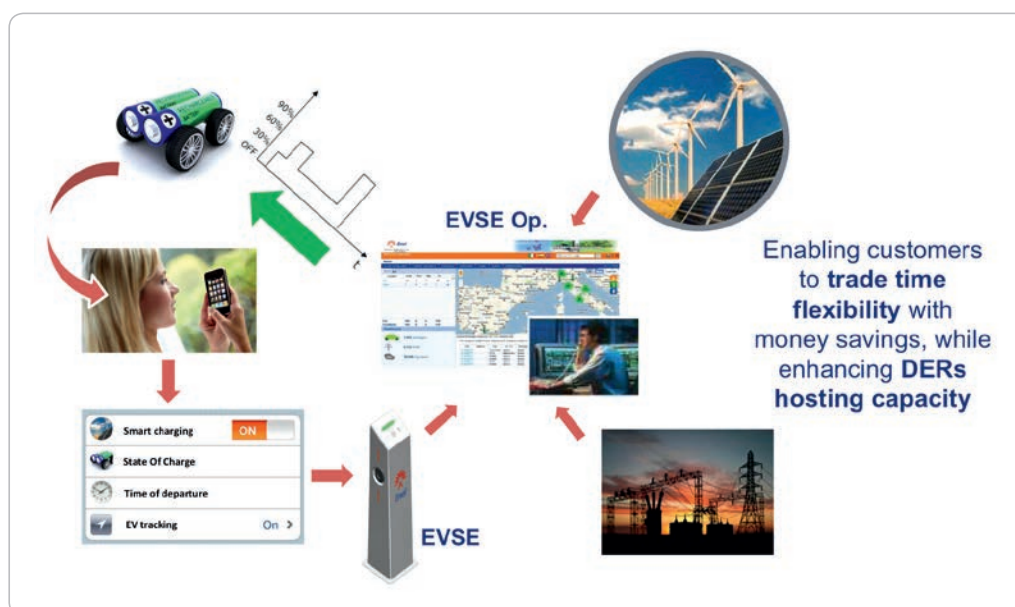 90%
60%
30%
OFF
t
EVSE Op.
Enabling customers
to trade time
flexibility with
money savings, while
enhancing DERs
hosting capacity
Smart charging
ON
State Of Charge
Time of departure
EV tracking
On >
EVSE